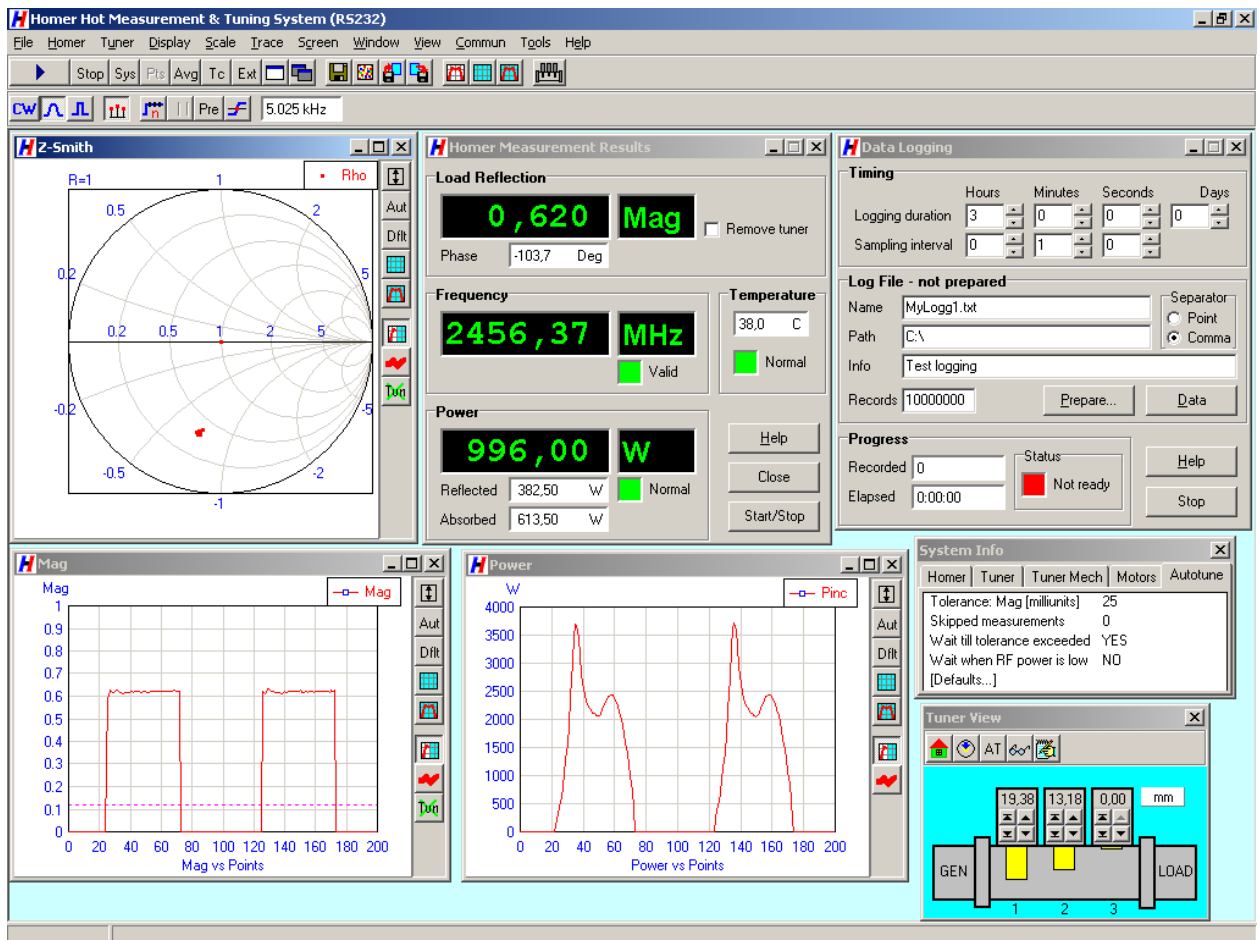 Homer Hot Measurement & Tuning System (RS232)
File Homer Tuner Display Scale Trace Screen Window View Commun Tools Help
Stop Sys Pts Avg Tc Ext
CW n Pre 5.025 kHz
Z-Smith
R=1 1 Rho
0.5 2
0.2 5
0.2 0.5 1 2 5
-0.2 -5
-0.5 -2
-1
Aut
Dflt
Tun
Homer Measurement Results
Load Reflection
0,620 Mag Remove tuner
Phase -103,7 Deg
Frequency
2456,37 MHz
Valid
Temperature
38,0 C
Normal
Power
996,00 W
Reflected 382,50 W Normal
Absorbed 613,50 W
Help
Close
Start/Stop
Data Logging
Timing
Hours Minutes Seconds Days
Logging duration 3 0 0 0
Sampling interval 0 1 0
Log File - not prepared
Name MyLogg1.txt
Path C:\
Info Test logging
Separator
Point
Comma
Records 10000000 Prepare... Data
Progress
Recorded 0
Elapsed 0:00:00
Status
Not ready
Help
Stop
Mag
Mag Mag
1
0.9
0.8
0.7
0.6
0.5
0.4
0.3
0.2
0.1
0
0 20 40 60 80 100 120 140 160 180 200
Mag vs Points
Aut
Dflt
Tun
Power
W Pinc
4000
3500
3000
2500
2000
1500
1000
500
0
0 20 40 60 80 100 120 140 160 180 200
Power vs Points
Aut
Dflt
System Info
Homer Tuner Tuner Mech Motors Autotune
Tolerance: Mag [milliunits] 25
Skipped measurements 0
Wait till tolerance exceeded YES
Wait when RF power is low NO
[Defaults...]
Tuner View
AT
19,38 13,18 0,00 mm
GEN LOAD
1 2 3